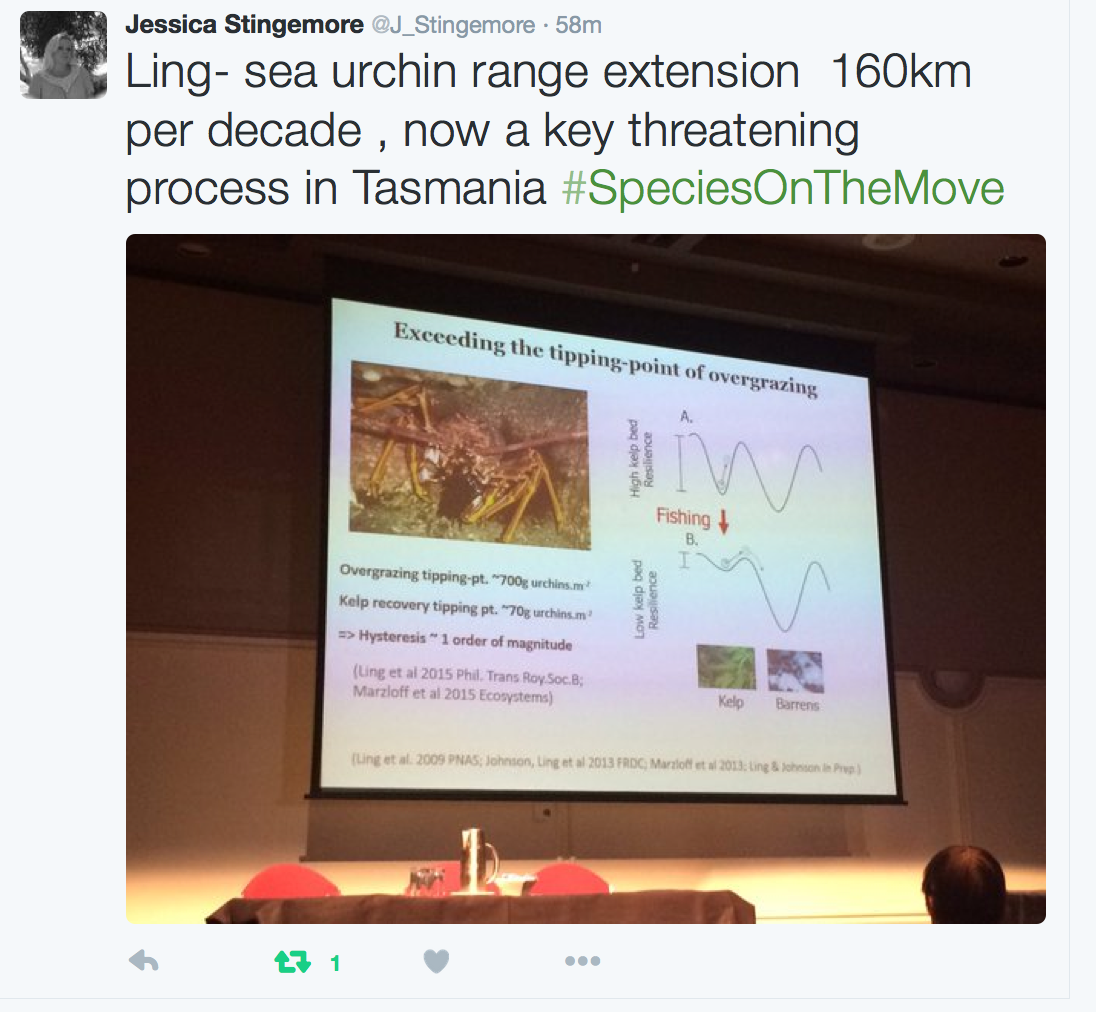 Jessica Stingemore @J_Stingemore · 58m
Ling- sea urchin range extension 160km
per decade , now a key threatening
process in Tasmania #SpeciesOnTheMove
Exceeding the tipping-point of overgrazing
A.
High kelp bed
Resilience
Fishing
B.
Low kelp bed
Resilience
Overgrazing tipping-pt. ~700g urchins.m²
Kelp recovery tipping pt. ~70g urchins.m²
=> Hysteresis ~ 1 order of magnitude
(Ling et al 2015 Phil. Trans Roy.Soc.B;
Marzloff et al 2015 Ecosystems)
Kelp
Barrens
(Ling et al. 2009 PNAS; Johnson, Ling et al 2013 FRDC; Marzloff et al 2013; Ling & Johnson In Prep.)
1